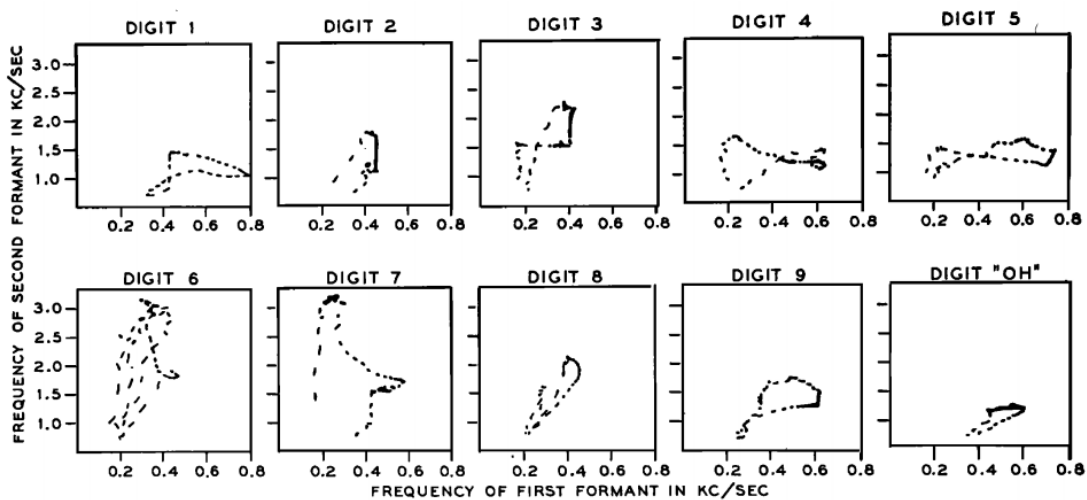 DIGIT 1
DIGIT 2
DIGIT 3
DIGIT 4
DIGIT 5
3.0
2.5
2.0
1.5
1.0
0.2 0.4 0.6 0.8
0.2 0.4 0.6 0.8
0.2 0.4 0.6 0.8
0.2 0.4 0.6 0.8
0.2 0.4 0.6 0.8
FREQUENCY OF SECOND FORMANT IN KC/SEC
DIGIT 6
DIGIT 7
DIGIT 8
DIGIT 9
DIGIT "OH"
3.0
2.5
2.0
1.5
1.0
0.2 0.4 0.6 0.8
0.2 0.4 0.6 0.8
0.2 0.4 0.6 0.8
0.2 0.4 0.6 0.8
0.2 0.4 0.6 0.8
FREQUENCY OF FIRST FORMANT IN KC/SEC